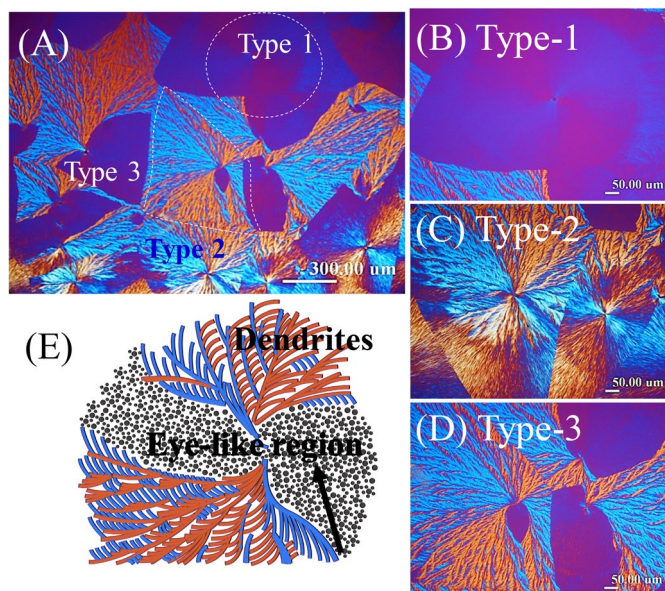 (A)
Type 1
Type 3
Type 2
300.00 um
(B) Type-1
50.00 um
(C) Type-2
50.00 um
(D) Type-3
50.00 um
(E)
Dendrites
Eye-like region